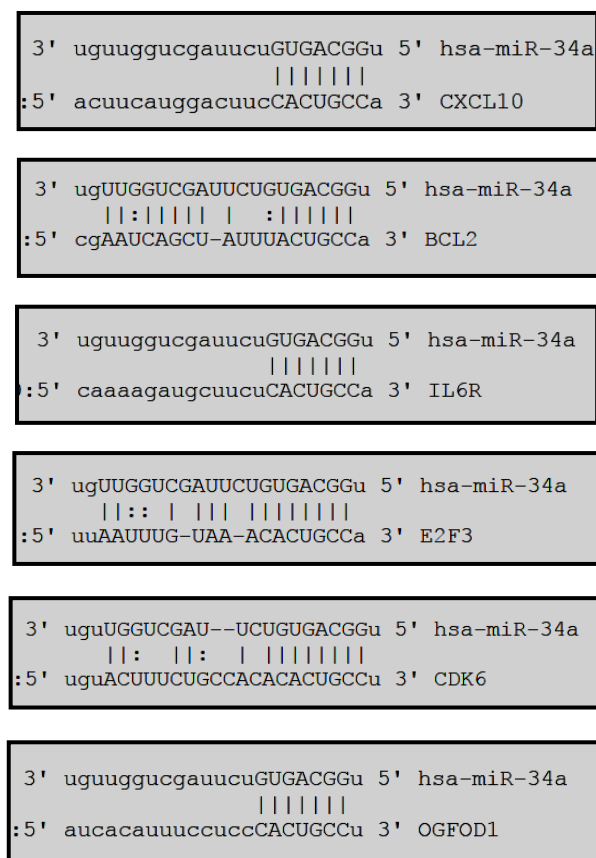 3' uguuggucgauucuGUGACGGu 5' hsa-miR-34a
|||||||
:5' acuucauggacuucCACUGCCa 3' CXCL10
3' ugUUGGUCGAUUCUGUGACGGu 5' hsa-miR-34a
||:||||| | :||||||
:5' cgAAUCAGCU-AUUUACUGCCa 3' BCL2
3' uguuggucgauucuGUGACGGu 5' hsa-miR-34a
|||||||
:5' caaaagaugcuucuCACUGCCa 3' IL6R
3' ugUUGGUCGAUUCUGUGACGGu 5' hsa-miR-34a
||:: | ||| ||||||||
:5' uuAAUUUG-UAA-ACACUGCCa 3' E2F3
3' uguUGGUCGAU--UCUGUGACGGu 5' hsa-miR-34a
||: ||: | ||||||||
:5' uguACUUUCUGCCACACACUGCCu 3' CDK6
3' uguuggucgauucuGUGACGGu 5' hsa-miR-34a
|||||||
:5' aucacauuuccuccCACUGCCu 3' OGFOD1